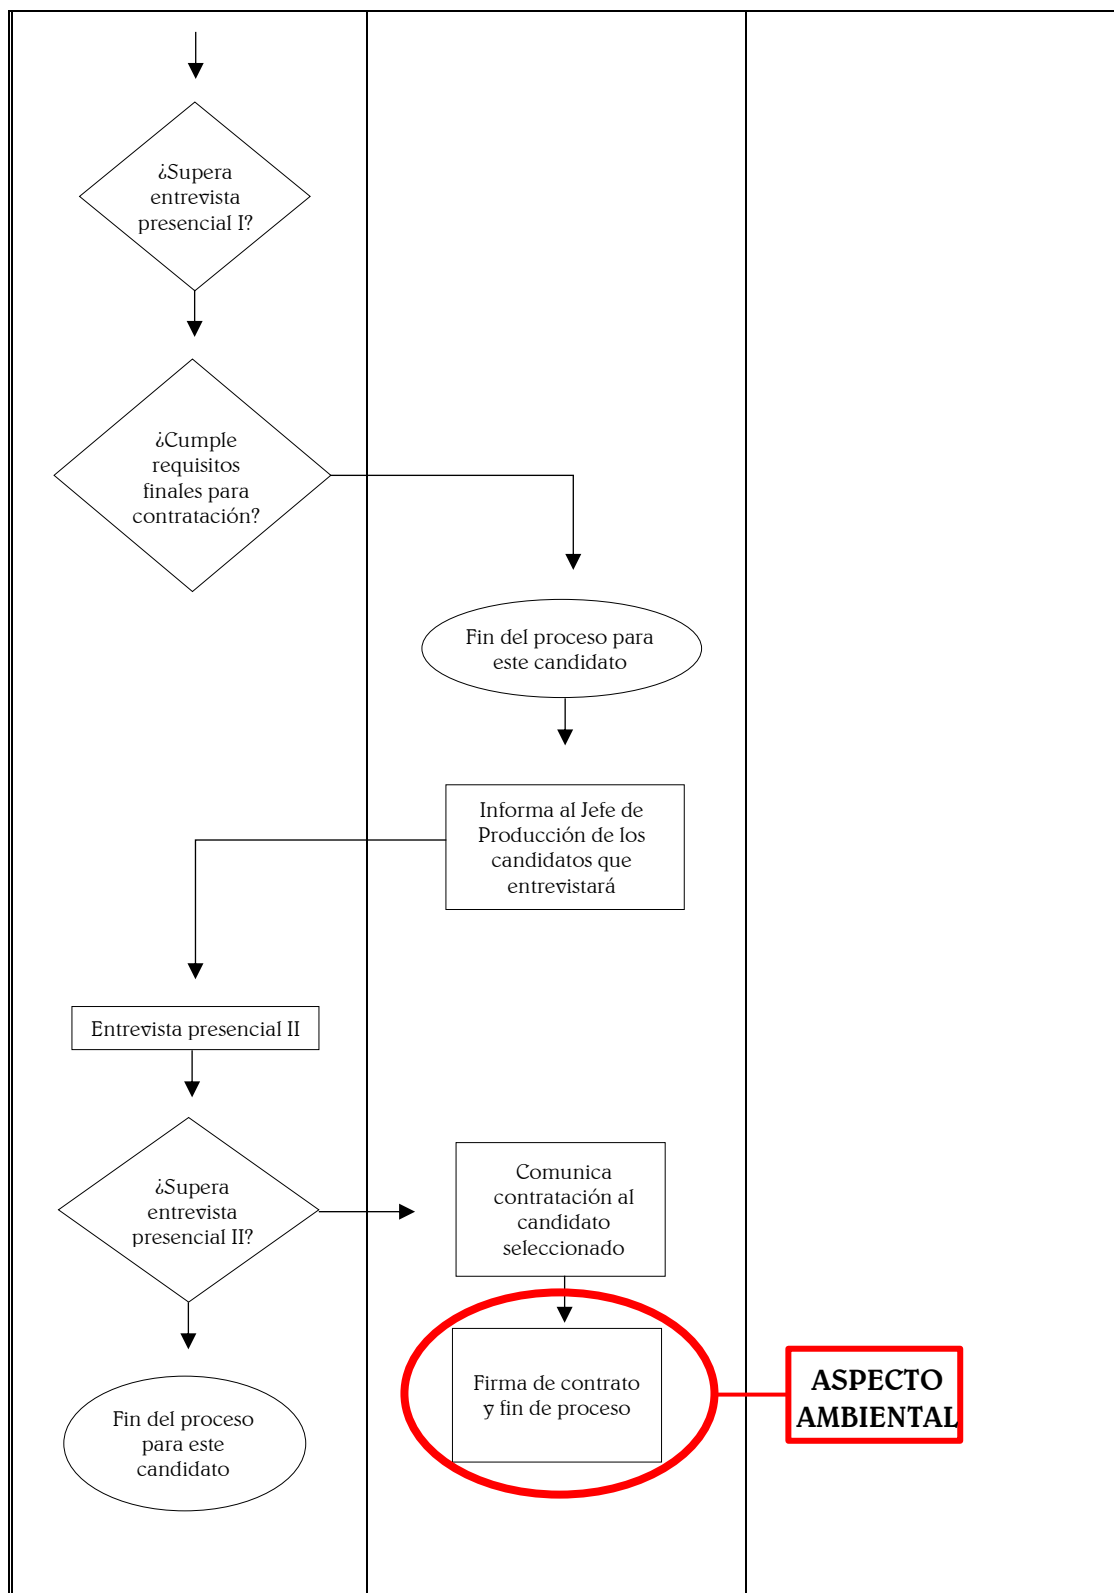 ¿Supera
entrevista
presencial I?
¿Cumple
requisitos
finales para
contratación?
Fin del proceso para
este candidato
Informa al Jefe de
Producción de los
candidatos que
entrevistará
Entrevista presencial II
¿Supera
entrevista
presencial II?
Comunica
contratación al
candidato
seleccionado
Firma de contrato
y fin de proceso
ASPECTO
AMBIENTAL
Fin del proceso
para este
candidato